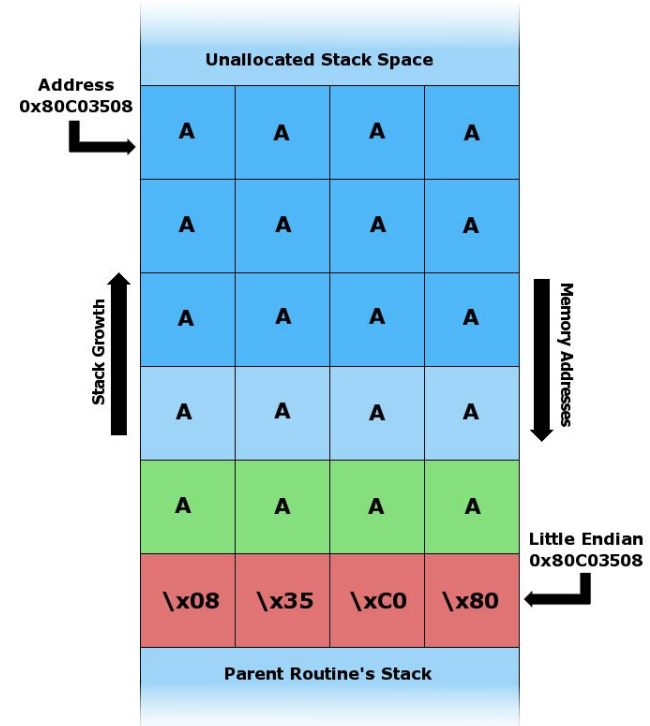 Unallocated Stack Space
Address
0x80C03508
A A A A
A A A A
Stack Growth
Memory Addresses
A A A A
A A A A
A A A A
Little Endian
0x80C03508
\x08 \x35 \xC0 \x80
Parent Routine's Stack